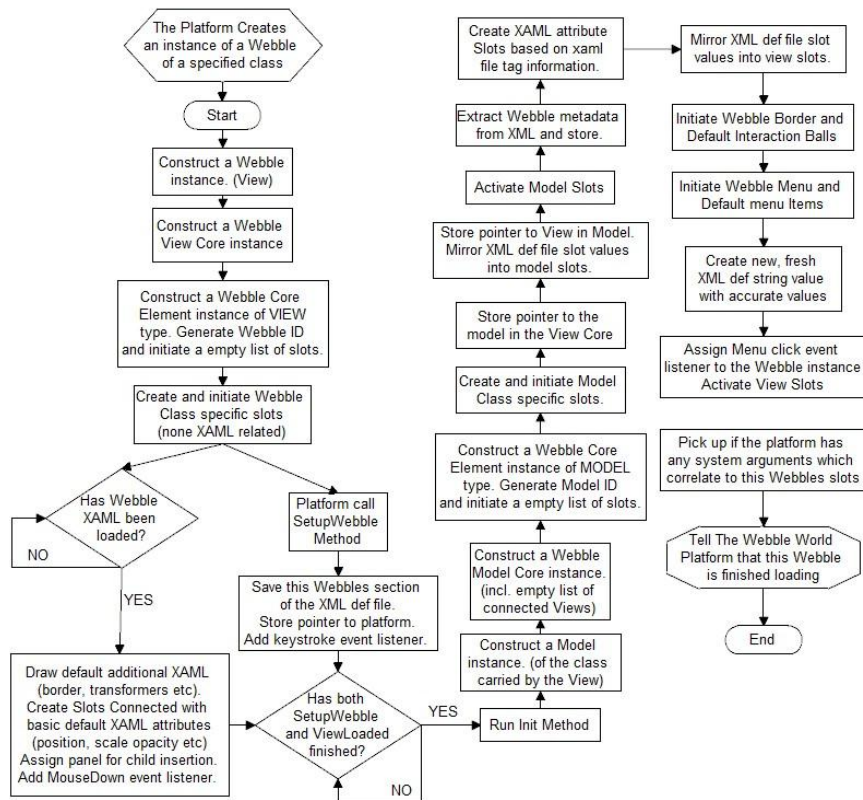 The Platform Creates
an instance of a Webble
of a specified class
Start
Construct a Webble
instance. (View)
Construct a Webble
View Core instance
Construct a Webble Core
Element instance of VIEW
type. Generate Webble ID
and initiate a empty list of slots.
Create and initiate Webble
Class specific slots
(none XAML related)
Has Webble
XAML been
loaded?
NO
YES
Platform call
SetupWebble
Method
Save this Webbles section
of the XML def file.
Store pointer to platform.
Add keystroke event listener.
Draw default additional XAML
(border, transformers etc).
Create Slots Connected with
basic default XAML attributes
(position, scale opacity etc)
Assign panel for child insertion.
Add MouseDown event listener.
Has both
SetupWebble
and ViewLoaded
finished?
YES
NO
Run Init Method
Construct a Model
instance. (of the class
carried by the View)
Construct a Webble
Model Core instance.
(incl. empty list of
connected Views)
Construct a Webble Core
Element instance of MODEL
type. Generate Model ID
and initiate a empty list of slots.
Create and initiate Model
Class specific slots.
Store pointer to the
model in the View Core
Store pointer to View in Model.
Mirror XML def file slot values
into model slots.
Activate Model Slots
Extract Webble metadata
from XML and store.
Create XAML attribute
Slots based on xaml
file tag information.
Mirror XML def file slot
values into view slots.
Initiate Webble Border and
Default Interaction Balls
Initiate Webble Menu and
Default menu Items
Create new, fresh
XML def string value
with accurate values
Assign Menu click event
listener to the Webble instance
Activate View Slots
Pick up if the platform has
any system arguments which
correlate to this Webbles slots
Tell The Webble World
Platform that this Webble
is finished loading
End